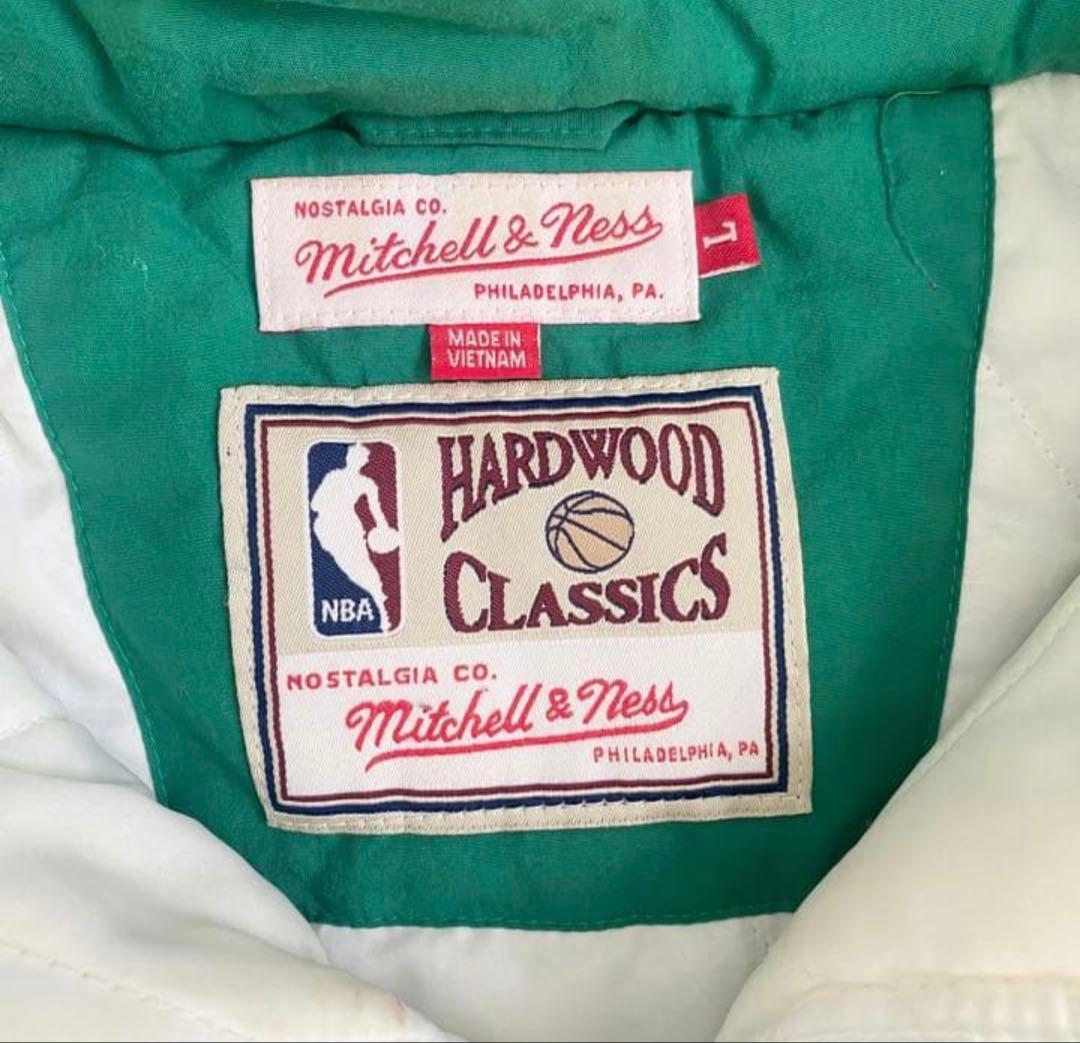 NOSTALGIA CO.
Mitchell & Ness
PHILADELPHIA, PA.
L
MADE IN
VIETNAM
HARDWOOD
CLASSICS
NBA
NOSTALGIA CO.
Mitchell & Ness
PHILADELPHIA, PA